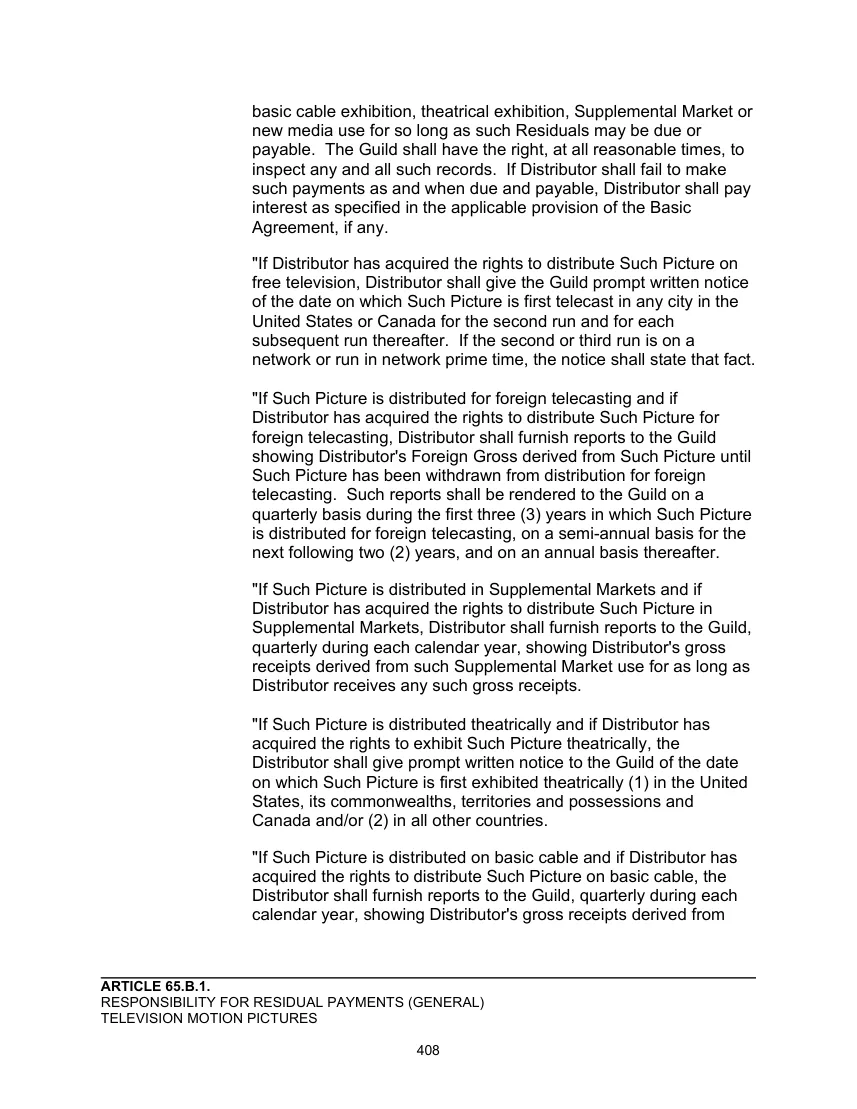 basic cable exhibition, theatrical exhibition, Supplemental Market or
new media use for so long as such Residuals may be due or
payable.  The Guild shall have the right, at all reasonable times, to
inspect any and all such records.  If Distributor shall fail to make
such payments as and when due and payable, Distributor shall pay
interest as specified in the applicable provision of the Basic
Agreement, if any.
"If Distributor has acquired the rights to distribute Such Picture on
free television, Distributor shall give the Guild prompt written notice
of the date on which Such Picture is first telecast in any city in the
United States or Canada for the second run and for each
subsequent run thereafter.  If the second or third run is on a
network or run in network prime time, the notice shall state that fact.
"If Such Picture is distributed for foreign telecasting and if
Distributor has acquired the rights to distribute Such Picture for
foreign telecasting, Distributor shall furnish reports to the Guild
showing Distributor's Foreign Gross derived from Such Picture until
Such Picture has been withdrawn from distribution for foreign
telecasting.  Such reports shall be rendered to the Guild on a
quarterly basis during the first three (3) years in which Such Picture
is distributed for foreign telecasting, on a semi-annual basis for the
next following two (2) years, and on an annual basis thereafter.
"If Such Picture is distributed in Supplemental Markets and if
Distributor has acquired the rights to distribute Such Picture in
Supplemental Markets, Distributor shall furnish reports to the Guild,
quarterly during each calendar year, showing Distributor's gross
receipts derived from such Supplemental Market use for as long as
Distributor receives any such gross receipts.
"If Such Picture is distributed theatrically and if Distributor has
acquired the rights to exhibit Such Picture theatrically, the
Distributor shall give prompt written notice to the Guild of the date
on which Such Picture is first exhibited theatrically (1) in the United
States, its commonwealths, territories and possessions and
Canada and/or (2) in all other countries.
"If Such Picture is distributed on basic cable and if Distributor has
acquired the rights to distribute Such Picture on basic cable, the
Distributor shall furnish reports to the Guild, quarterly during each
calendar year, showing Distributor's gross receipts derived from
ARTICLE 65.B.1.
RESPONSIBILITY FOR RESIDUAL PAYMENTS (GENERAL)
TELEVISION MOTION PICTURES
408